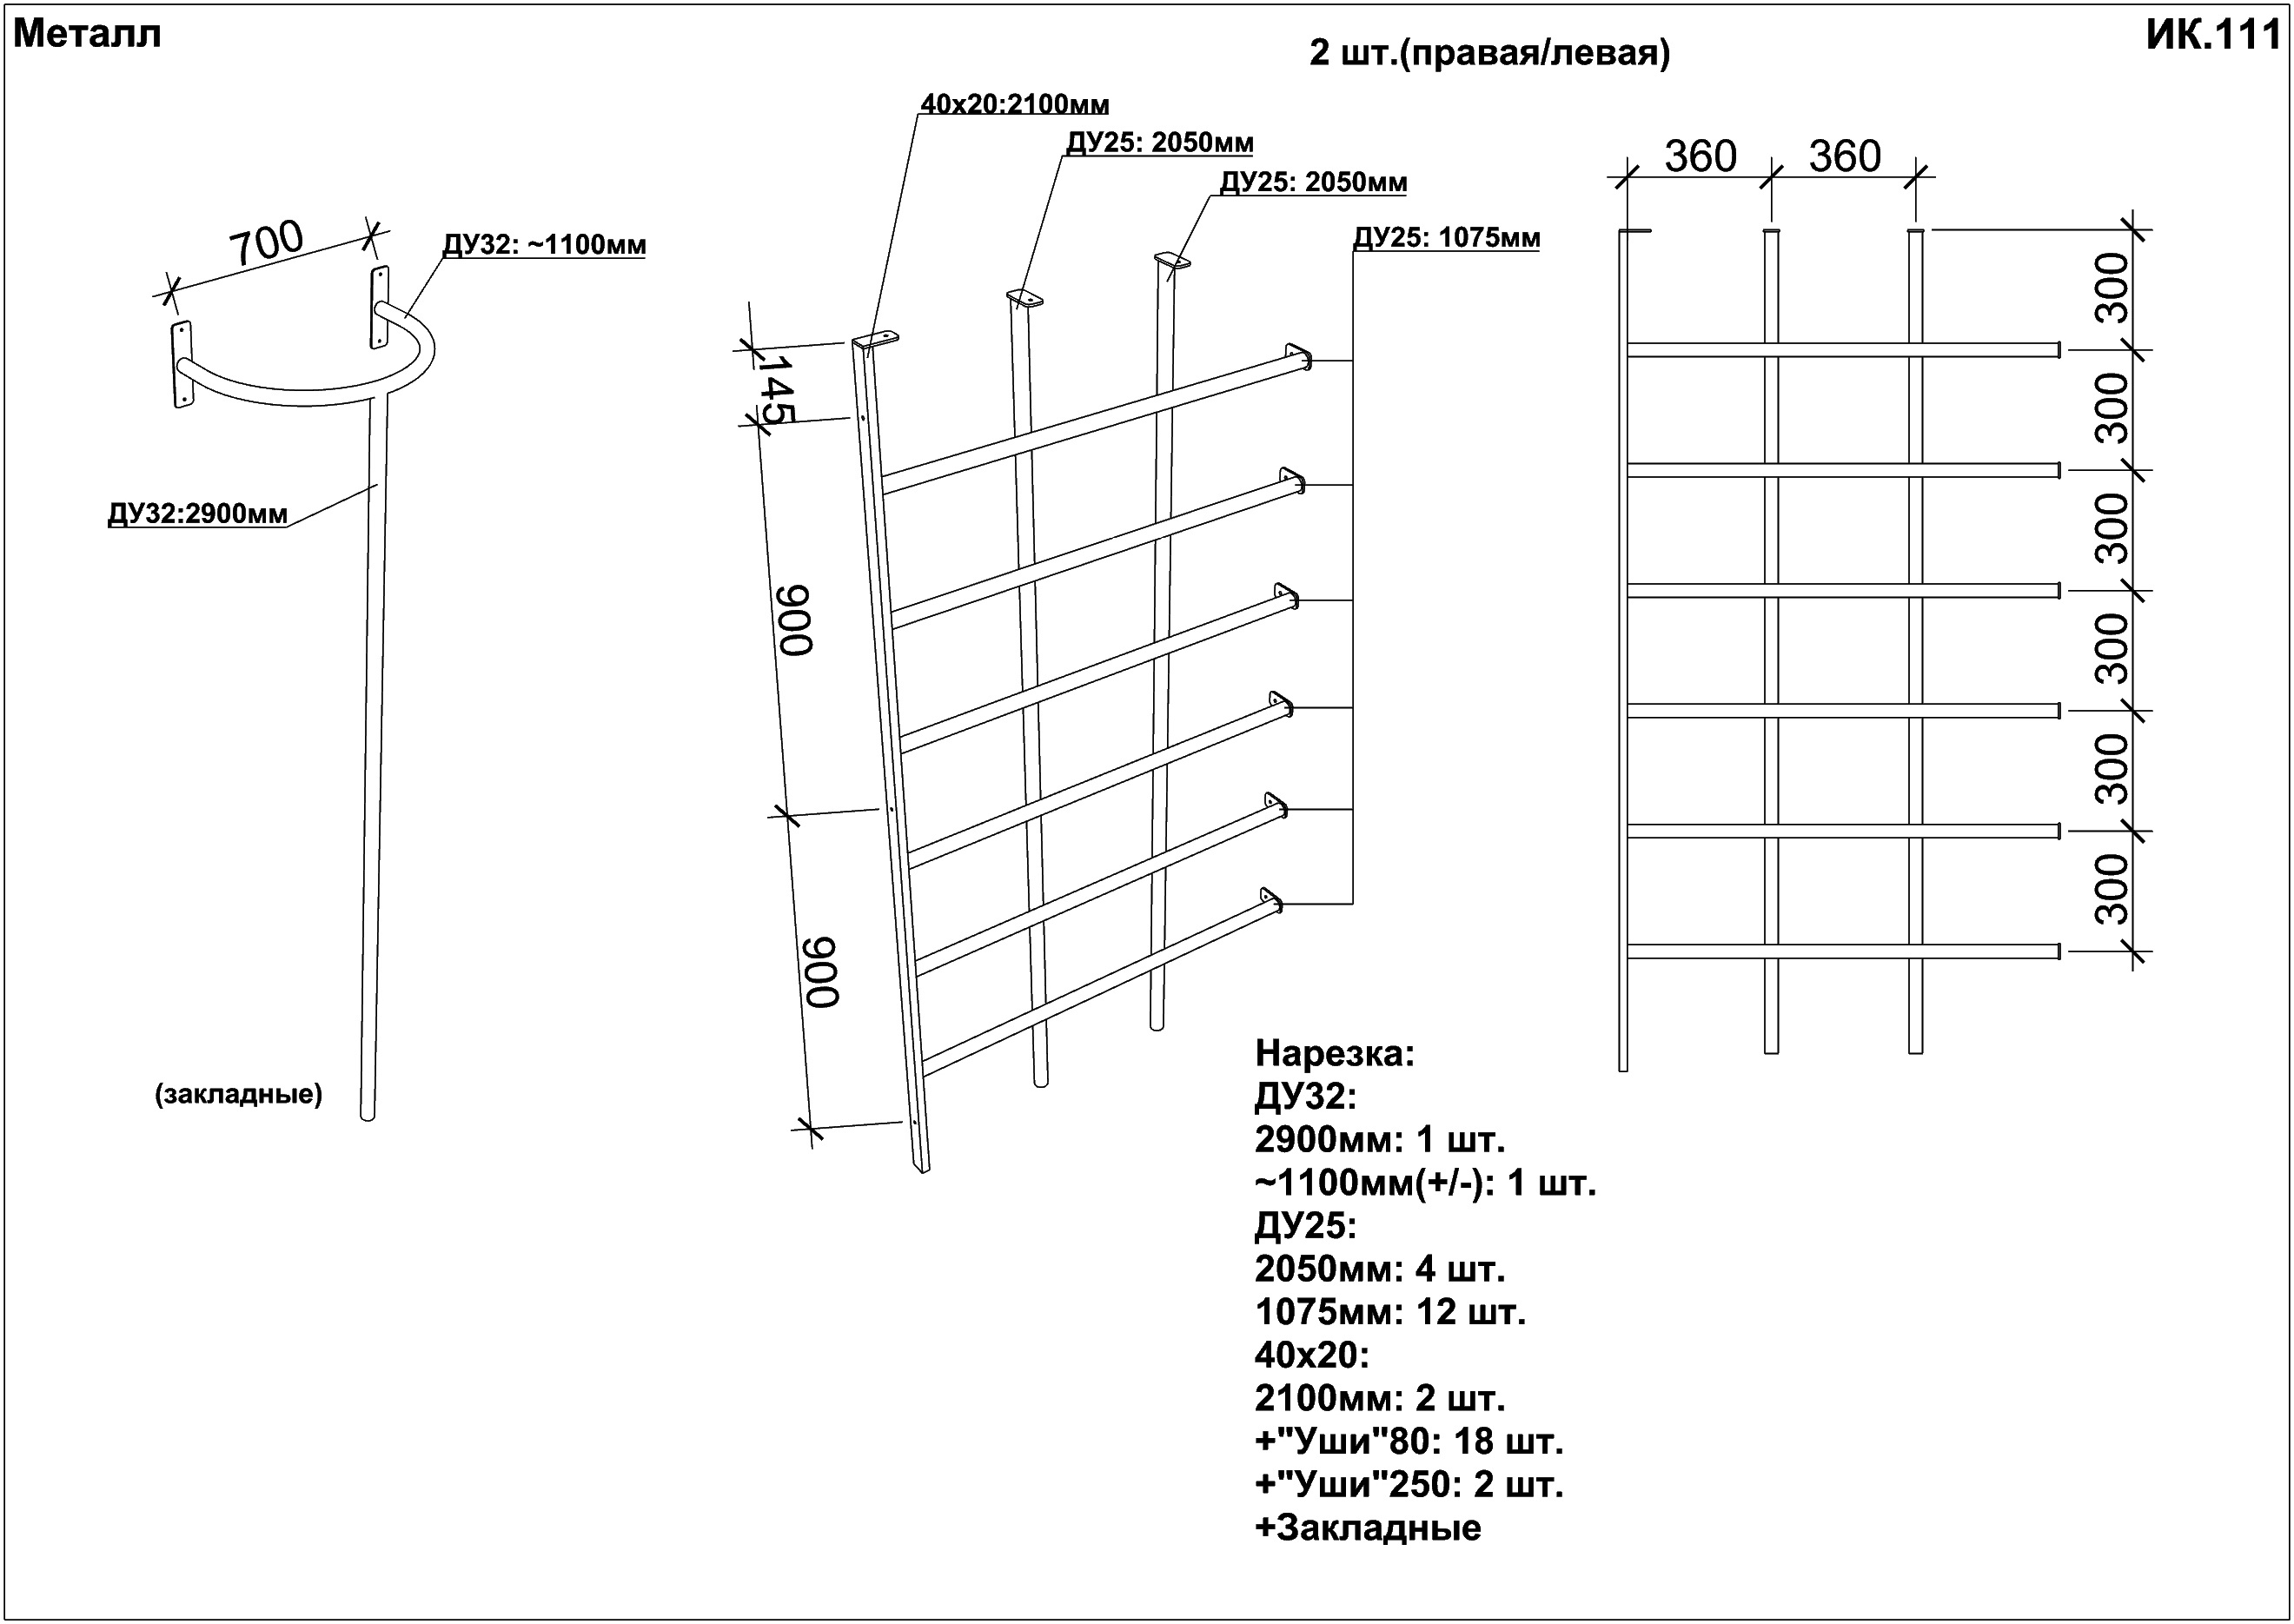 Металл
2 шт.(правая/левая)
ИК.111
700
ДУ32: ~1100мм
ДУ32:2900мм
(закладные)
40х20:2100мм
ДУ25: 2050мм
ДУ25: 2050мм
ДУ25: 1075мм
145
900
900
360
360
300
300
300
300
300
300
Нарезка:
ДУ32:
2900мм: 1 шт.
~1100мм(+/-): 1 шт.
ДУ25:
2050мм: 4 шт.
1075мм: 12 шт.
40х20:
2100мм: 2 шт.
+"Уши"80: 18 шт.
+"Уши"250: 2 шт.
+Закладные